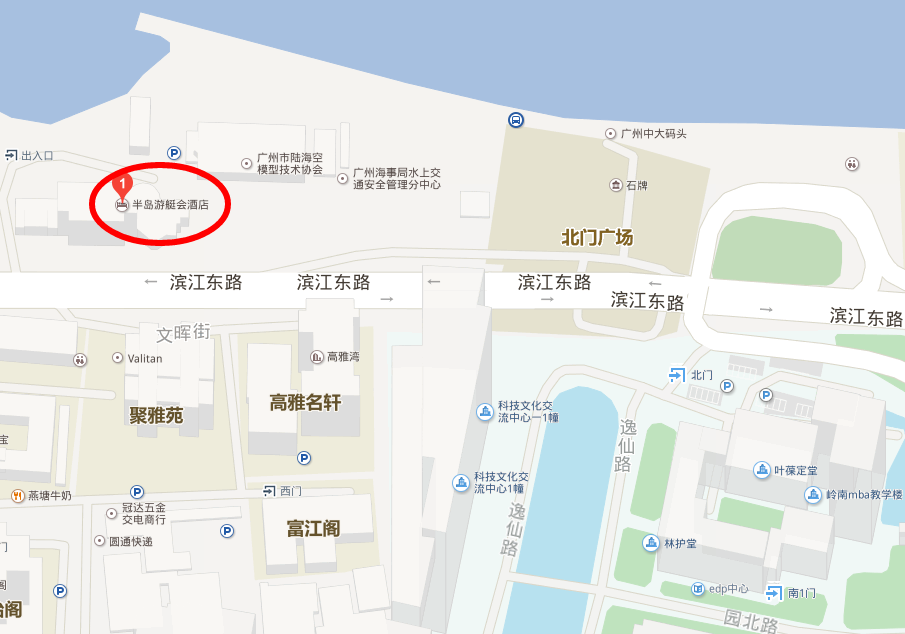 广州中大码头
出入口
广州市陆海空
模型技术协会
广州海事局水上交
通安全管理分中心
石牌
1
半岛游艇会酒店
北门广场
← 滨江东路
滨江东路 →
←
滨江东路 →
← 滨江东路
→
滨江东路
文晖街
Valitan
高雅湾
北门
P
聚雅苑
高雅名轩
科技文化交
流中心一1幢
逸仙路
宝
燕塘牛奶
西门
科技文化交
流中心1幢
叶葆定堂
岭南mba教学楼
冠达五金
交电商行
圆通快递
富江阁
逸仙路
林护堂
门
阁
edp中心
南1门
园北路